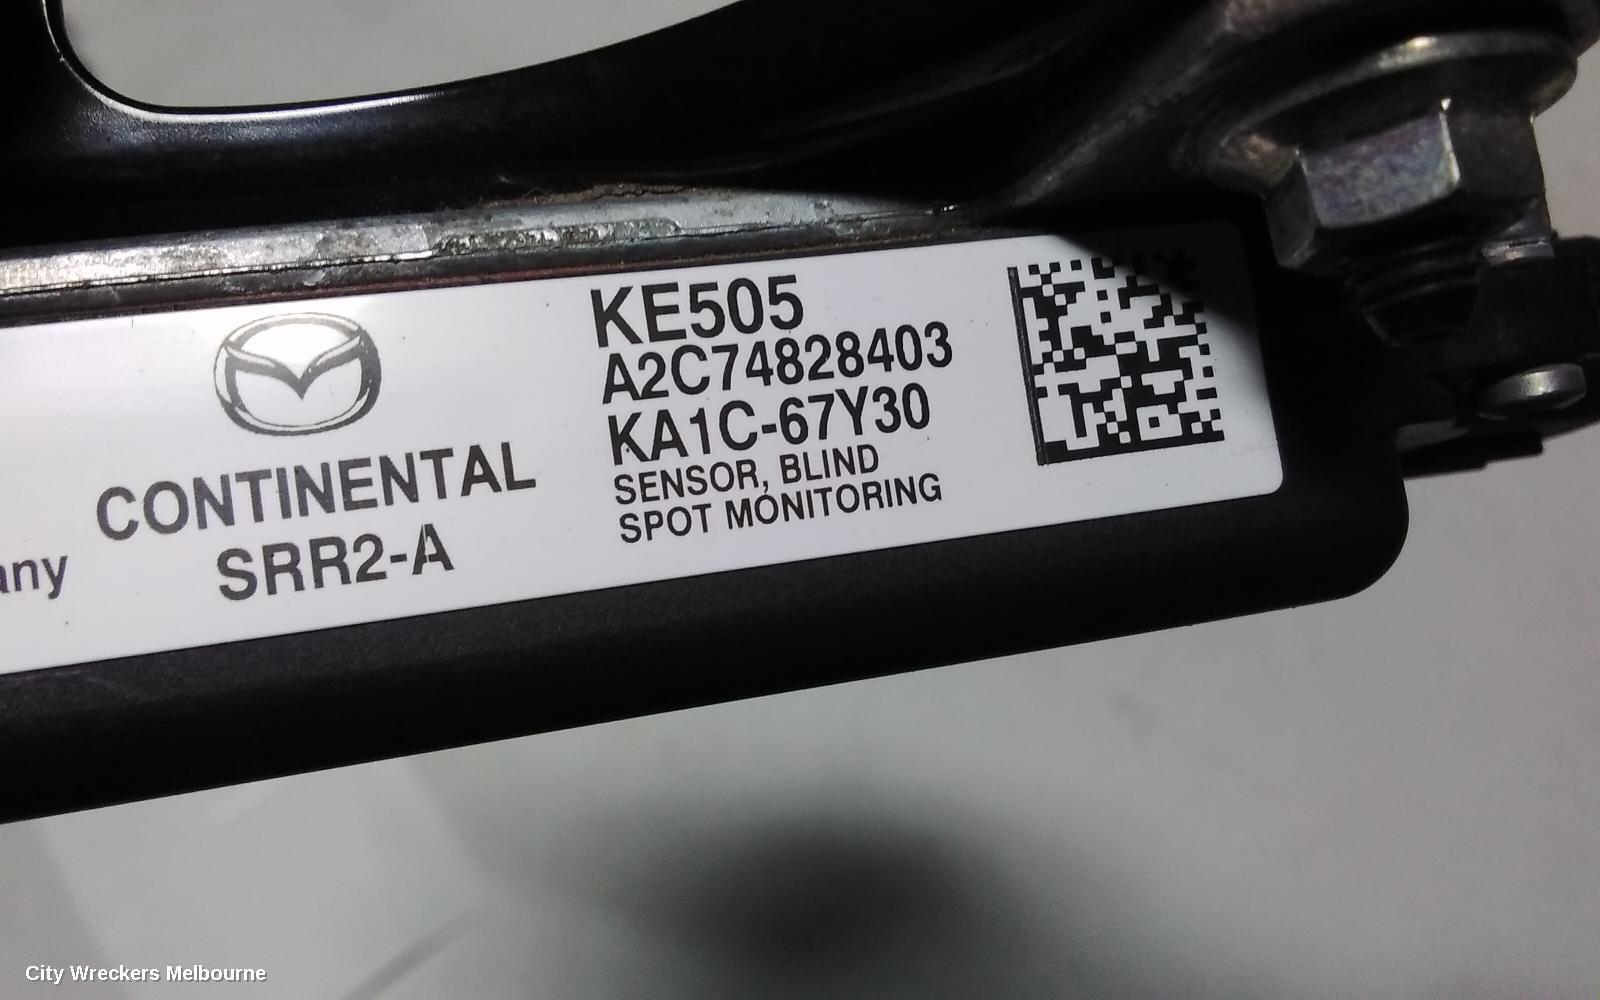 KE505
A2C74828403
KA1C-67Y30
SENSOR, BLIND
SPOT MONITORING
CONTINENTAL
SRR2-A
any
City Wreckers Melbourne